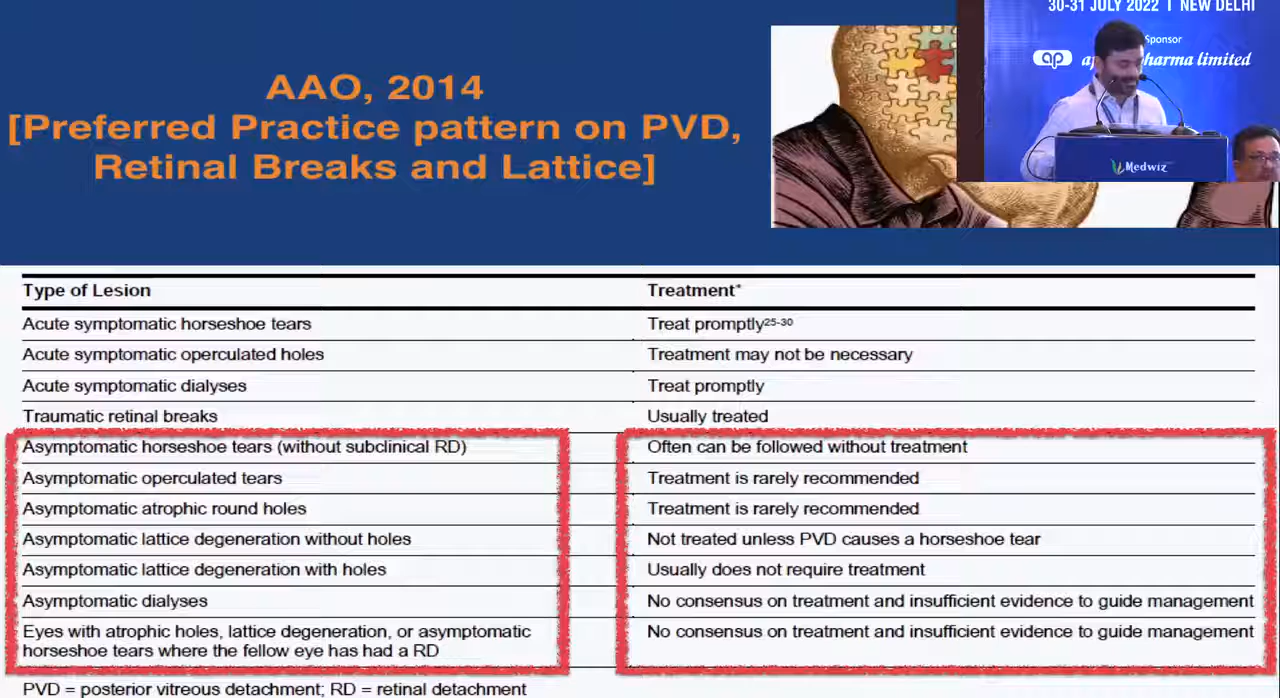 30-31 JULY 2022 | NEW DELHI
Sponsor
ap
harma limited
Medwiz
AAO, 2014
[Preferred Practice pattern on PVD,
Retinal Breaks and Lattice]
Type of Lesion Treatment*
Acute symptomatic horseshoe tears Treat promptly25-30
Acute symptomatic operculated holes Treatment may not be necessary
Acute symptomatic dialyses Treat promptly
Traumatic retinal breaks Usually treated
Asymptomatic horseshoe tears (without subclinical RD) Often can be followed without treatment
Asymptomatic operculated tears Treatment is rarely recommended
Asymptomatic atrophic round holes Treatment is rarely recommended
Asymptomatic lattice degeneration without holes Not treated unless PVD causes a horseshoe tear
Asymptomatic lattice degeneration with holes Usually does not require treatment
Asymptomatic dialyses No consensus on treatment and insufficient evidence to guide management
Eyes with atrophic holes, lattice degeneration, or asymptomatic No consensus on treatment and insufficient evidence to guide management
horseshoe tears where the fellow eye has had a RD
PVD = posterior vitreous detachment; RD = retinal detachment